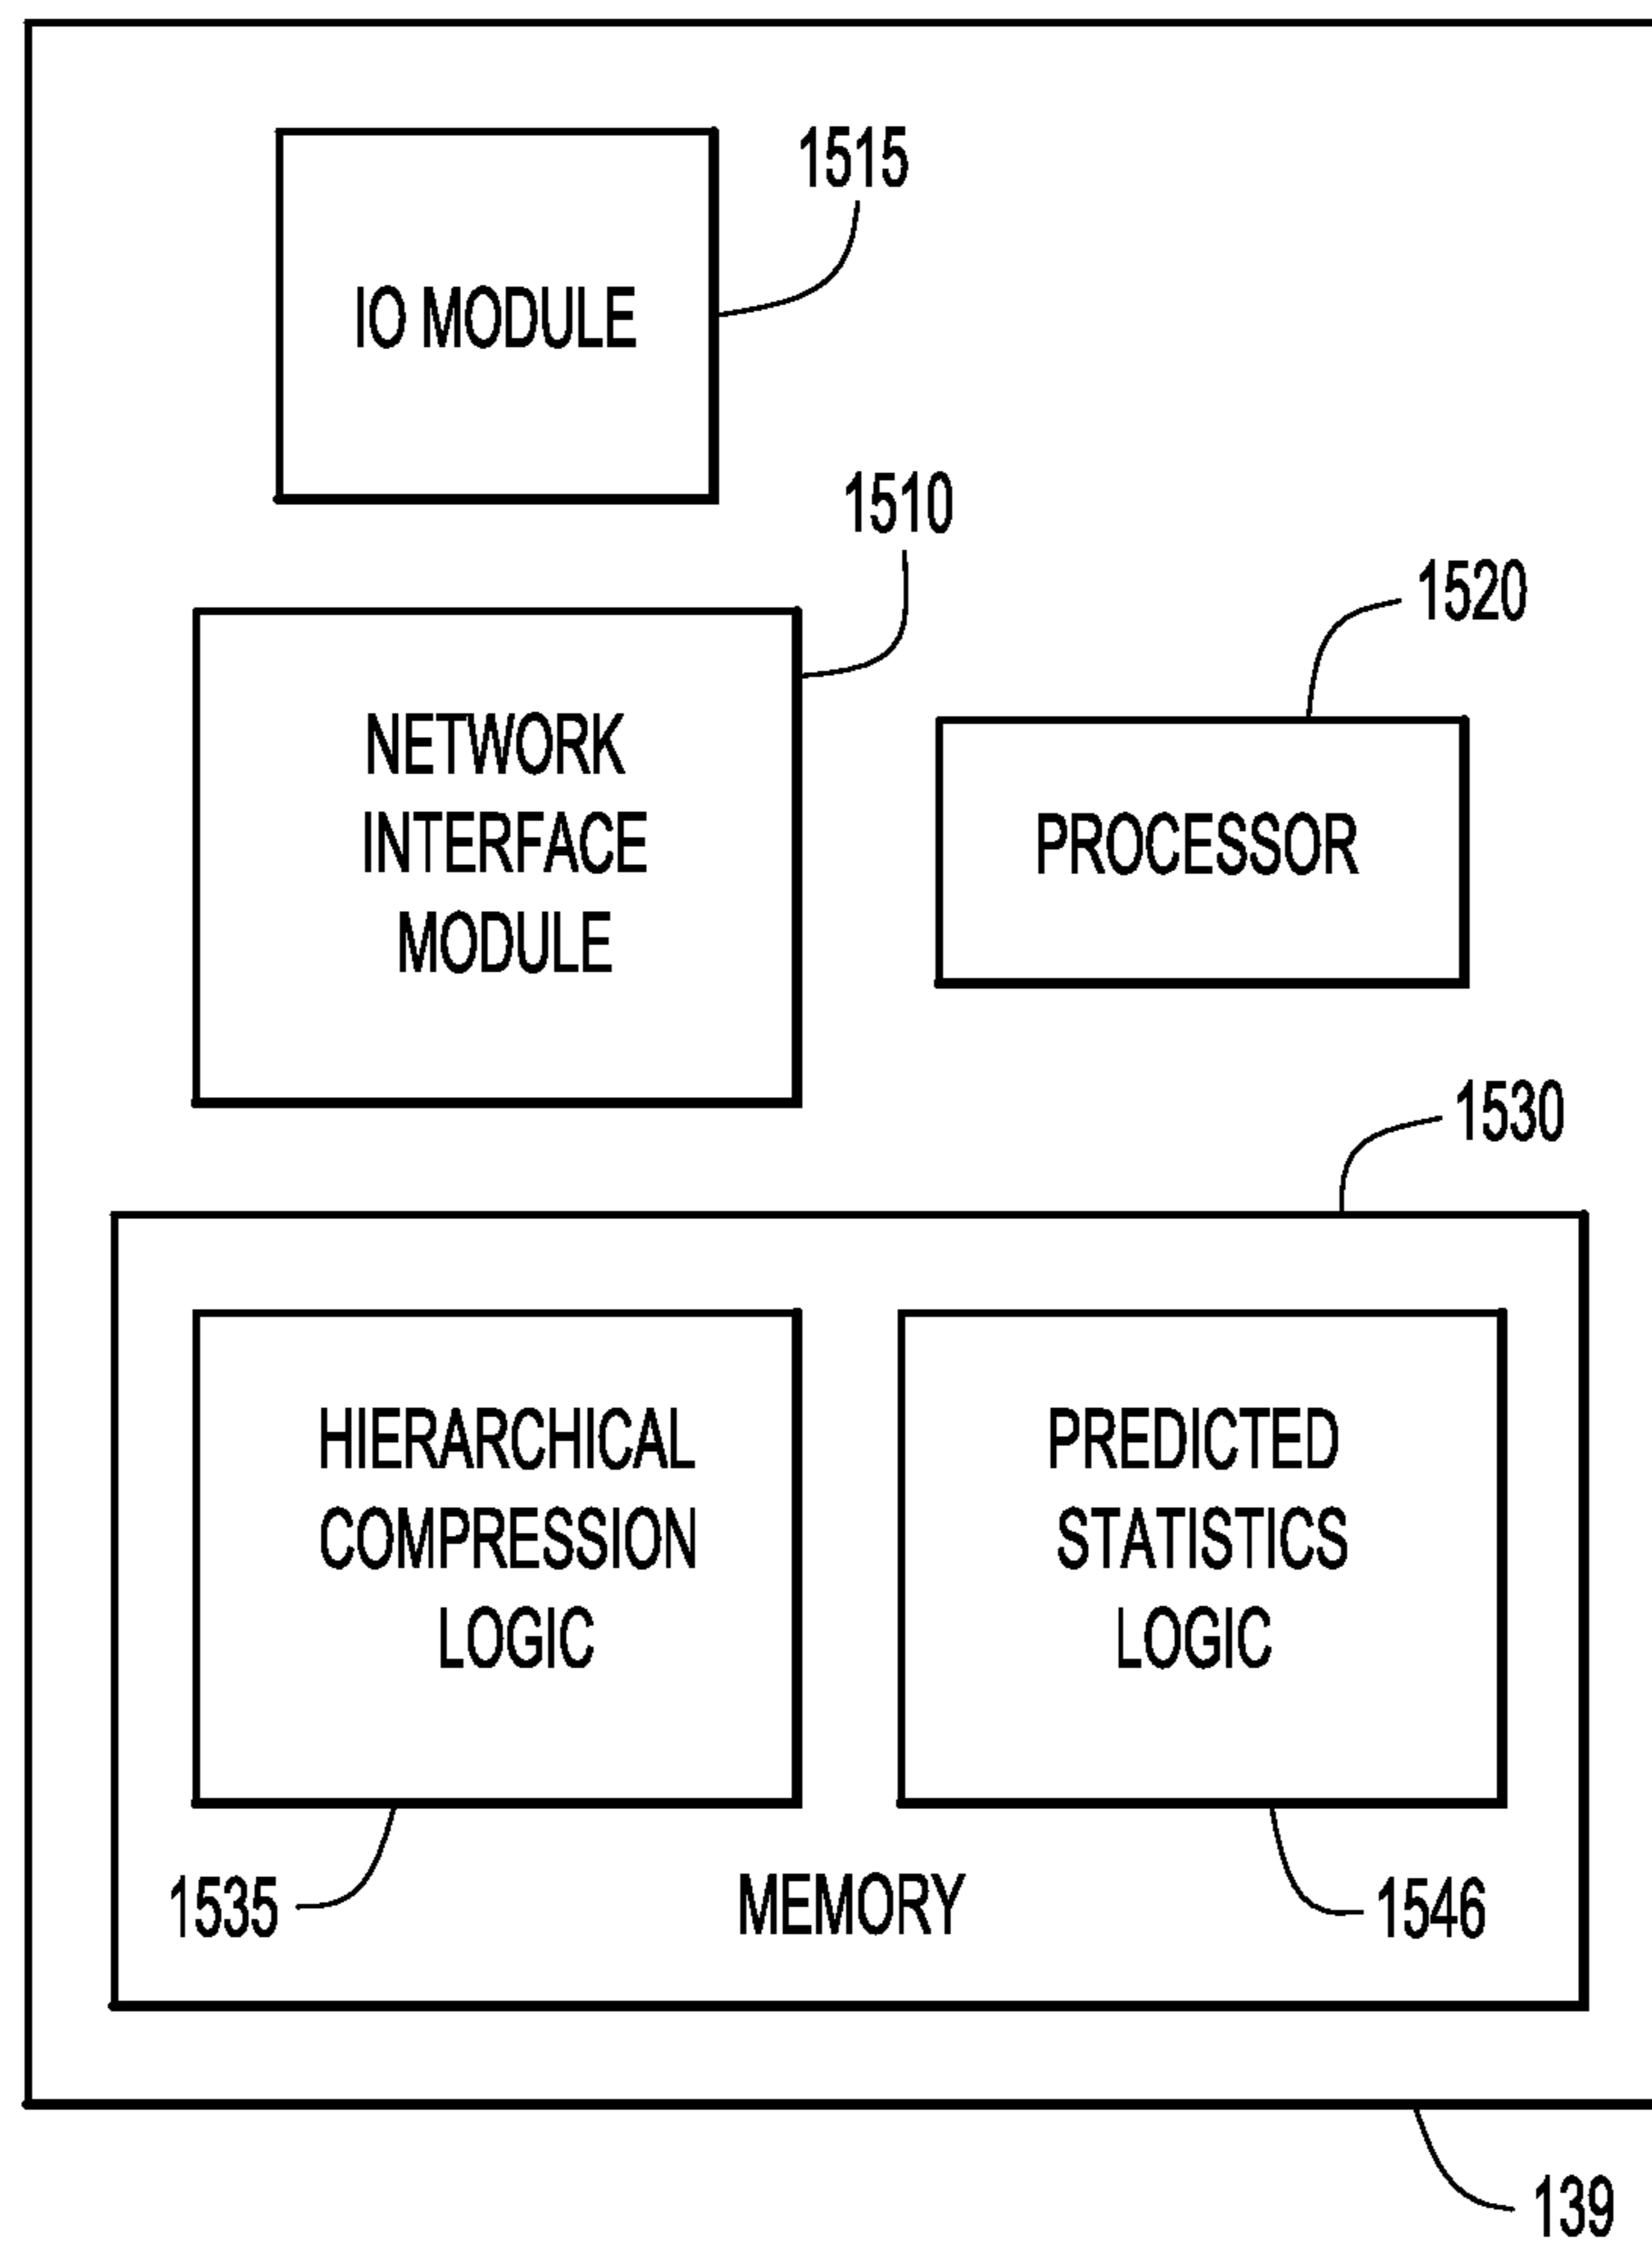 1515
IO MODULE
1510
1520
NETWORK
INTERFACE
MODULE
PROCESSOR
1530
HIERARCHICAL
COMPRESSION
LOGIC
PREDICTED
STATISTICS
LOGIC
1535
MEMORY
1546
139